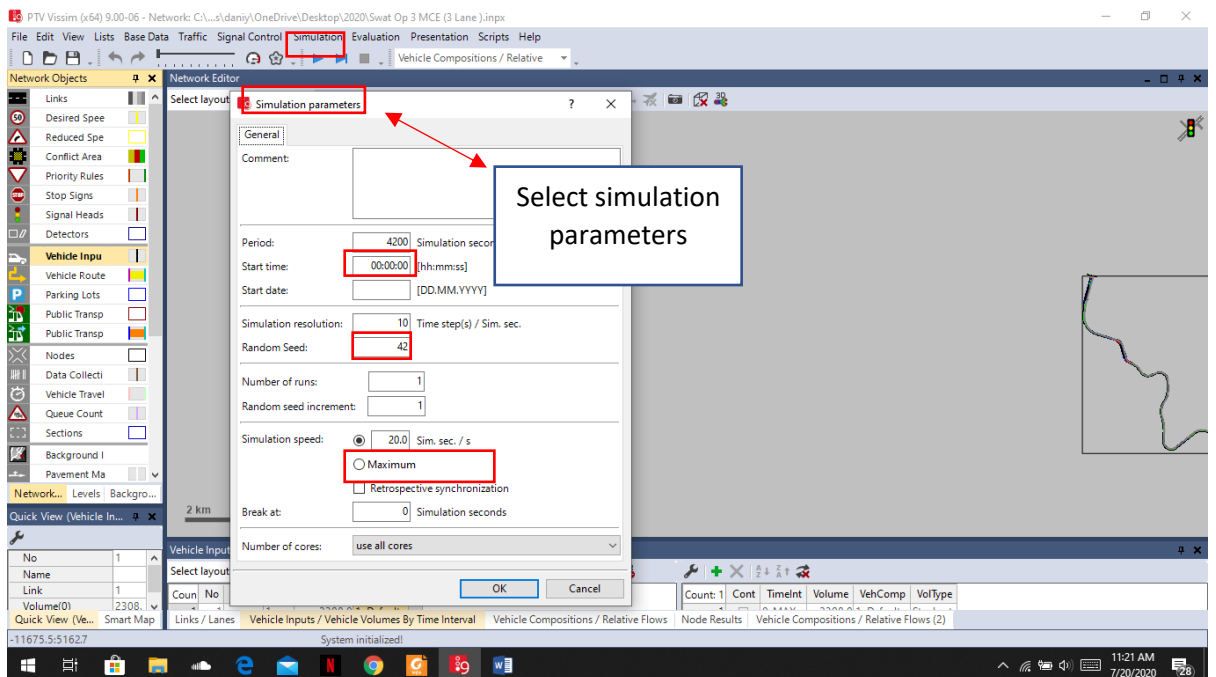 PTV Vissim (x64) 9.00-06 - Network: C:\...s\daniy\OneDrive\Desktop\2020\Swat Op 3 MCE (3 Lane ).inpx
File Edit View Lists Base Data Traffic Signal Control Simulation Evaluation Presentation Scripts Help
Vehicle Compositions / Relative
Network Objects
Network Editor
Select layout
Links
Desired Spee
Reduced Spe
Conflict Area
Priority Rules
Stop Signs
Signal Heads
Detectors
Vehicle Inpu
Vehicle Route
Parking Lots
Public Transp
Public Transp
Nodes
Data Collecti
Vehicle Travel
Queue Count
Sections
Background I
Pavement Ma
Network... Levels Backgro...
Simulation parameters ?
General
Comment:
Period: 4200 Simulation secon
Start time: 00:00:00 [hh:mm:ss]
Start date: [DD.MM.YYYY]
Simulation resolution: 10 Time step(s) / Sim. sec.
Random Seed: 42
Number of runs: 1
Random seed increment: 1
Simulation speed: 20.0 Sim. sec. / s
Maximum
Retrospective synchronization
Break at: 0 Simulation seconds
Number of cores: use all cores
OK Cancel
Select simulation
parameters
2 km
Quick View (Vehicle In...
No 1
Name
Link 1
Volume(0) 2308.
Quick View (Ve... Smart Map
Vehicle Input
Select layout
Coun No
Count: 1 Cont TimeInt Volume VehComp VolType
Links / Lanes Vehicle Inputs / Vehicle Volumes By Time Interval Vehicle Compositions / Relative Flows Node Results Vehicle Compositions / Relative Flows (2)
-11675.5:5162.7 System initialized!
11:21 AM
7/20/2020
28